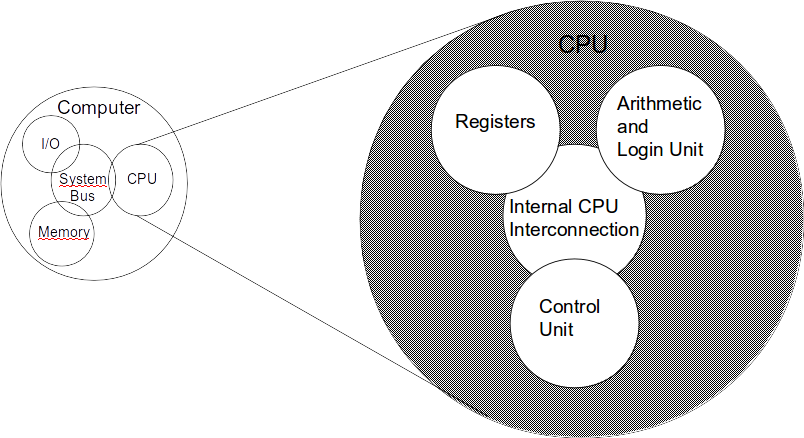 Computer
I/O
System
Bus
CPU
Memory
CPU
Registers
Arithmetic
and
Login Unit
Internal CPU
Interconnection
Control
Unit